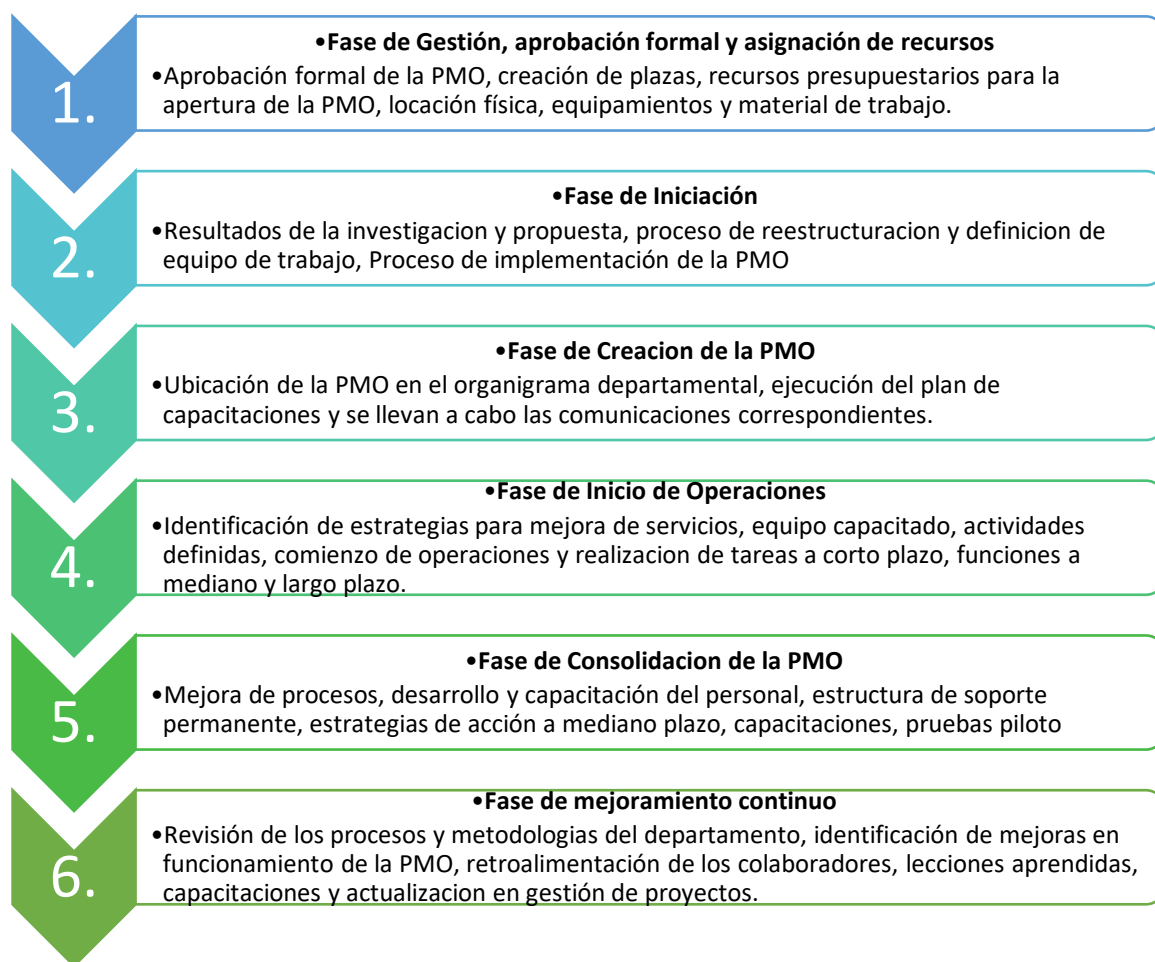 1.
•Fase de Gestión, aprobación formal y asignación de recursos
•Aprobación formal de la PMO, creación de plazas, recursos presupuestarios para la
apertura de la PMO, locación física, equipamientos y material de trabajo.
2.
•Fase de Iniciación
•Resultados de la investigacion y propuesta, proceso de reestructuracion y definicion de
equipo de trabajo, Proceso de implementación de la PMO
3.
•Fase de Creacion de la PMO
•Ubicación de la PMO en el organigrama departamental, ejecución del plan de
capacitaciones y se llevan a cabo las comunicaciones correspondientes.
4.
•Fase de Inicio de Operaciones
•Identificación de estrategias para mejora de servicios, equipo capacitado, actividades
definidas, comienzo de operaciones y realizacion de tareas a corto plazo, funciones a
mediano y largo plazo.
5.
•Fase de Consolidacion de la PMO
•Mejora de procesos, desarrollo y capacitación del personal, estructura de soporte
permanente, estrategias de acción a mediano plazo, capacitaciones, pruebas piloto
6.
•Fase de mejoramiento continuo
•Revisión de los procesos y metodologias del departamento, identificación de mejoras en
funcionamiento de la PMO, retroalimentación de los colaboradores, lecciones aprendidas,
capacitaciones y actualizacion en gestión de proyectos.